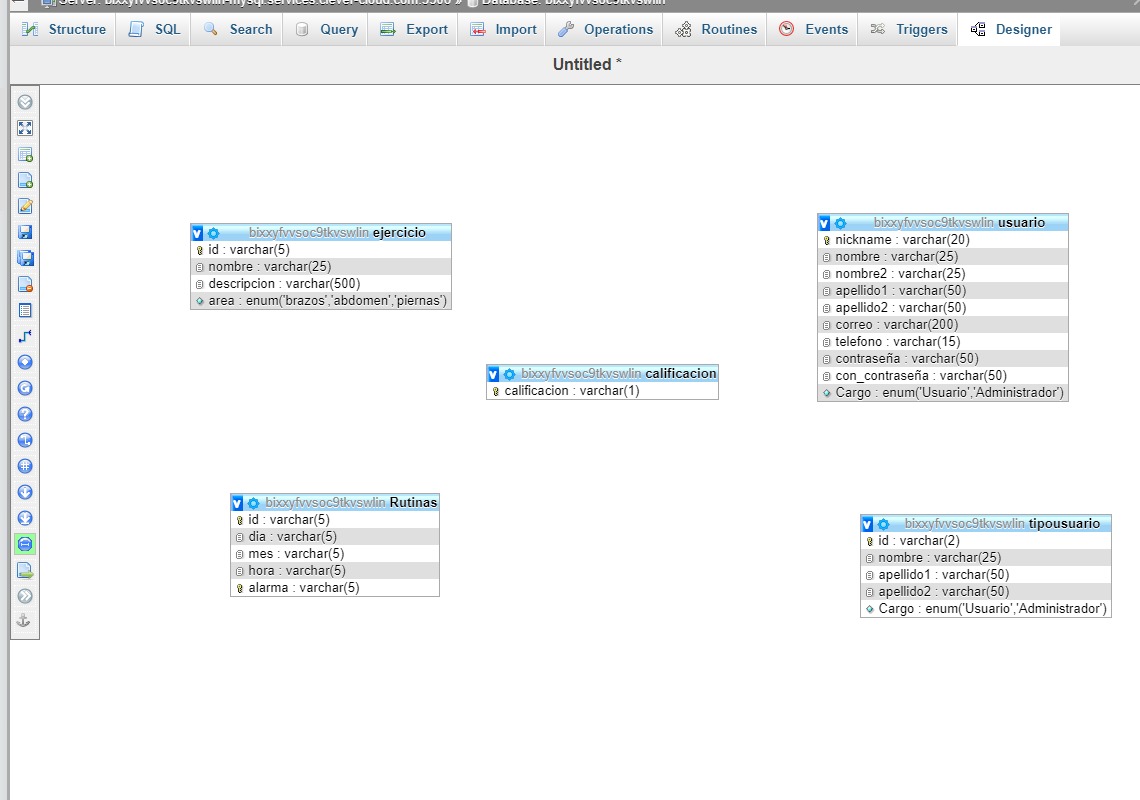 Server: bixxyfvvsoc9tkvswlin-mysql.services.clever-cloud.com:3306 » Database: bixxyfvvsoc9tkvswlin
Structure SQL Search Query Export Import Operations Routines Events Triggers Designer
Untitled *
bixxyfvvsoc9tkvswlin ejercicio
id : varchar(5)
nombre : varchar(25)
descripcion : varchar(500)
area : enum('brazos','abdomen','piernas')
bixxyfvvsoc9tkvswlin usuario
nickname : varchar(20)
nombre : varchar(25)
nombre2 : varchar(25)
apellido1 : varchar(50)
apellido2 : varchar(50)
correo : varchar(200)
telefono : varchar(15)
contraseña : varchar(50)
con_contraseña : varchar(50)
Cargo : enum('Usuario','Administrador')
bixxyfvvsoc9tkvswlin calificacion
calificacion : varchar(1)
bixxyfvvsoc9tkvswlin Rutinas
id : varchar(5)
dia : varchar(5)
mes : varchar(5)
hora : varchar(5)
alarma : varchar(5)
bixxyfvvsoc9tkvswlin tipousuario
id : varchar(2)
nombre : varchar(25)
apellido1 : varchar(50)
apellido2 : varchar(50)
Cargo : enum('Usuario','Administrador')